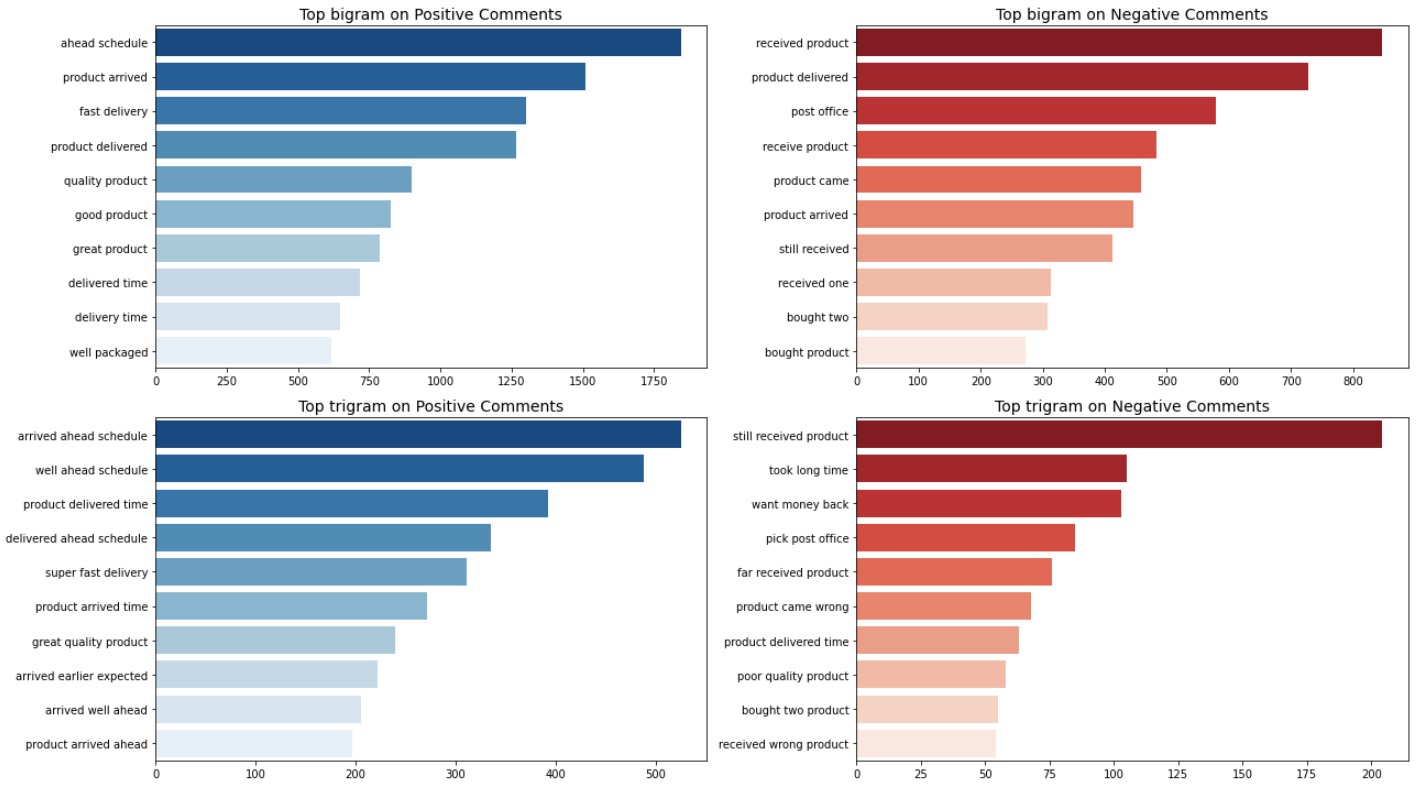 Top bigram on Positive Comments
ahead schedule
product arrived
fast delivery
product delivered
quality product
good product
great product
delivered time
delivery time
well packaged
0 250 500 750 1000 1250 1500 1750
Top bigram on Negative Comments
received product
product delivered
post office
receive product
product came
product arrived
still received
received one
bought two
bought product
0 100 200 300 400 500 600 700 800
Top trigram on Positive Comments
arrived ahead schedule
well ahead schedule
product delivered time
delivered ahead schedule
super fast delivery
product arrived time
great quality product
arrived earlier expected
arrived well ahead
product arrived ahead
0 100 200 300 400 500
Top trigram on Negative Comments
still received product
took long time
want money back
pick post office
far received product
product came wrong
product delivered time
poor quality product
bought two product
received wrong product
0 25 50 75 100 125 150 175 200